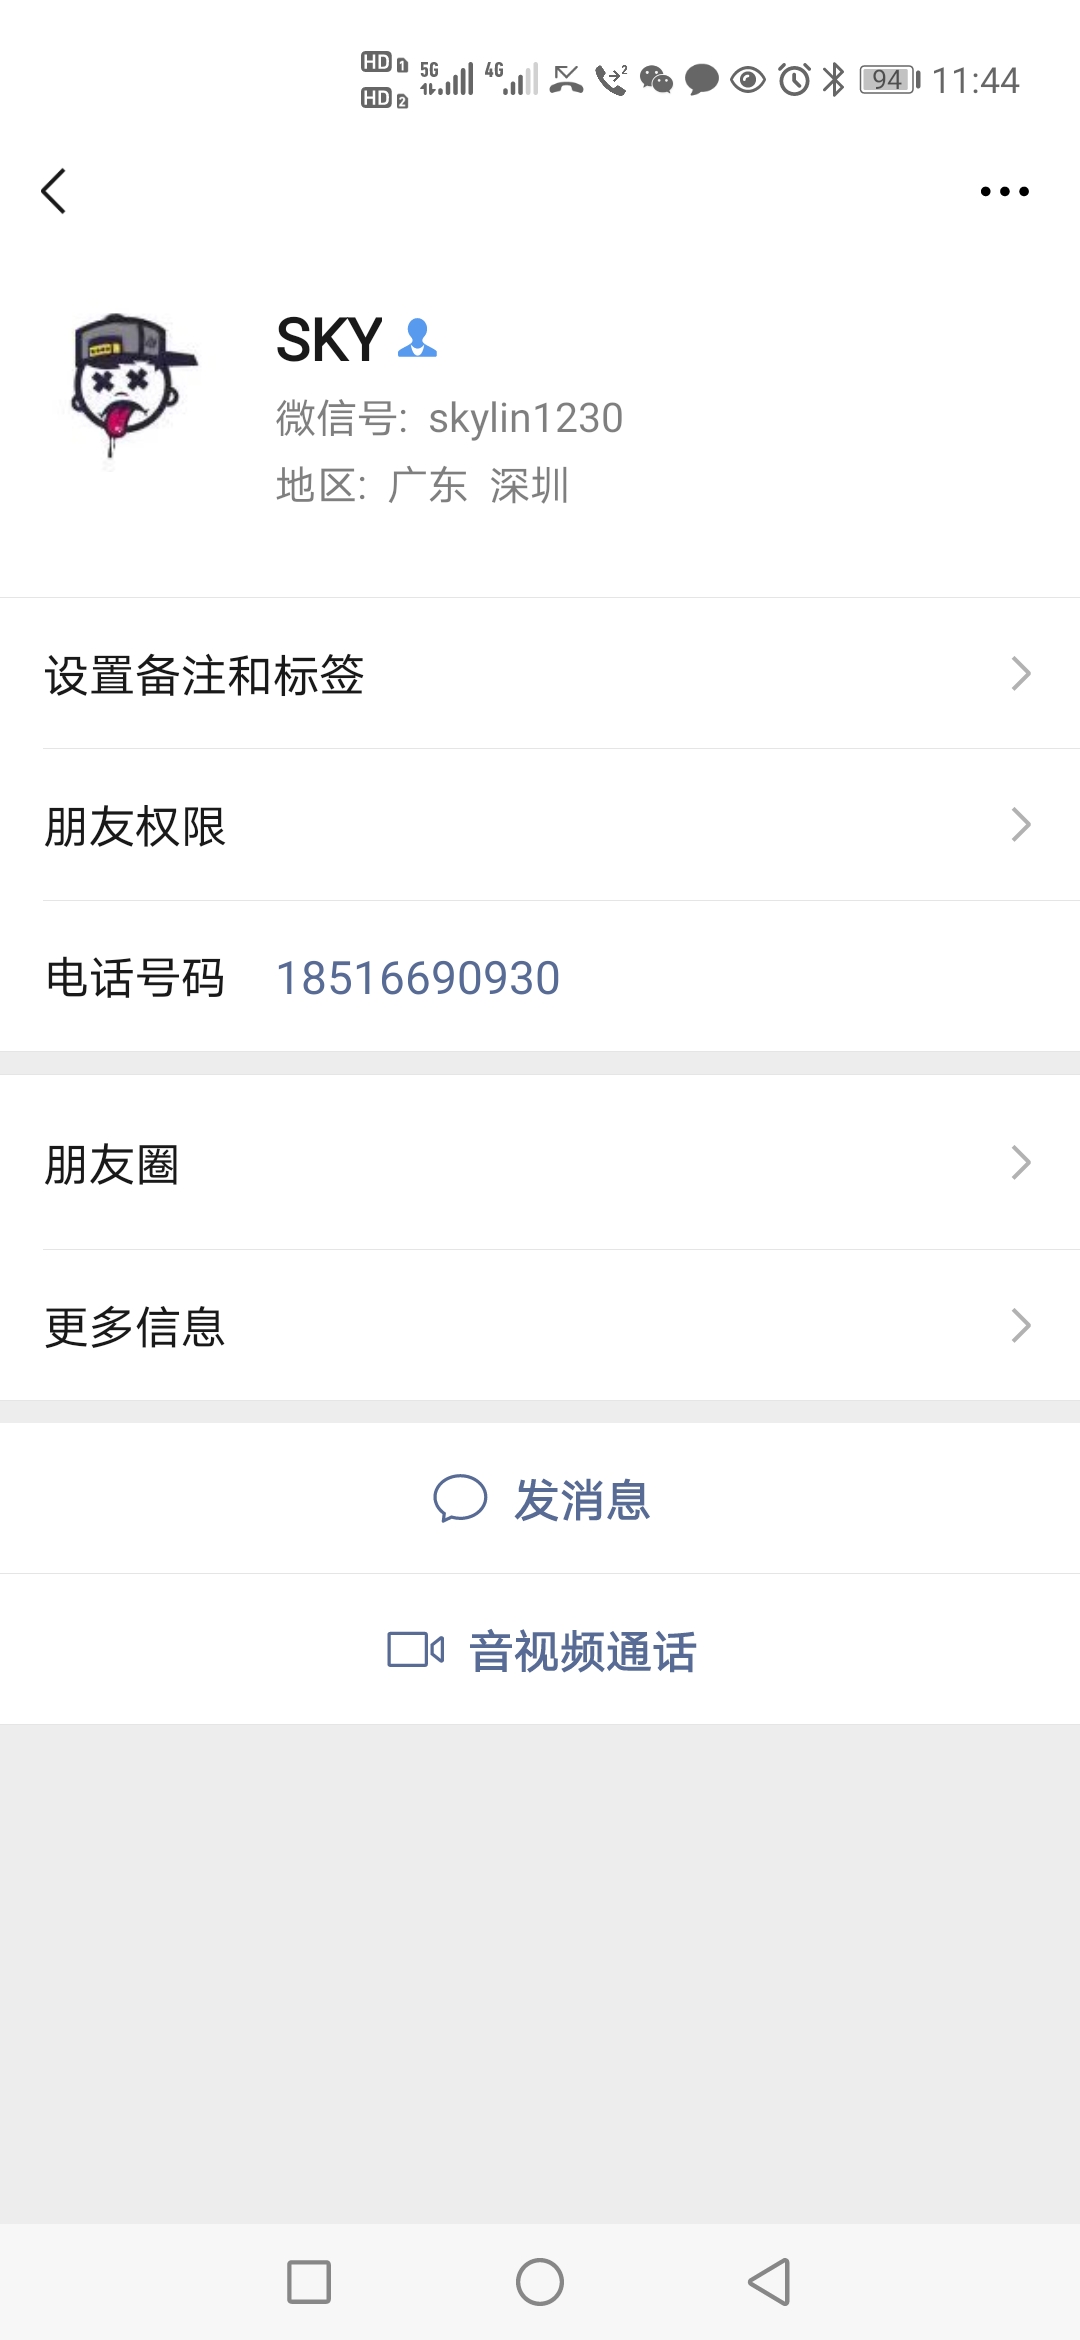 HD 1 5G 4G 2 94 11:44
HD 2
SKY
微信号: skylin1230
地区: 广东 深圳
设置备注和标签
朋友权限
电话号码 18516690930
朋友圈
更多信息
发消息
音视频通话